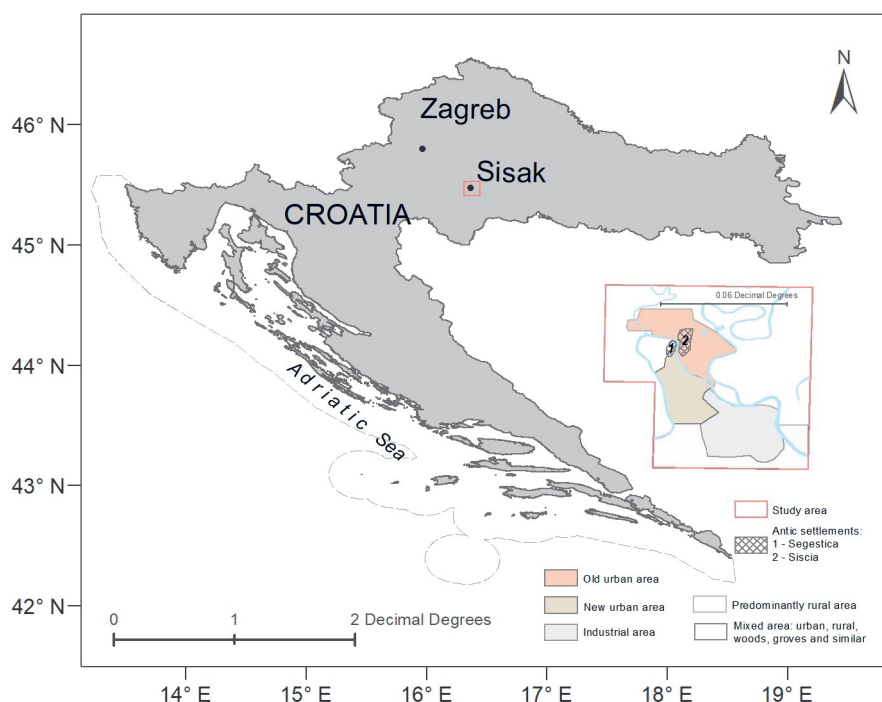 N
46° N
45° N
44° N
43° N
42° N
Zagreb
Sisak
CROATIA
Adriatic Sea
0.06 Decimal Degrees
1
2
Study area
Antic settlements:
1 - Segestica
2 - Siscia
Old urban area
New urban area
Industrial area
Predominantly rural area
Mixed area: urban, rural,
woods, groves and similar
0 1 2 Decimal Degrees
14° E 15° E 16° E 17° E 18° E 19° E